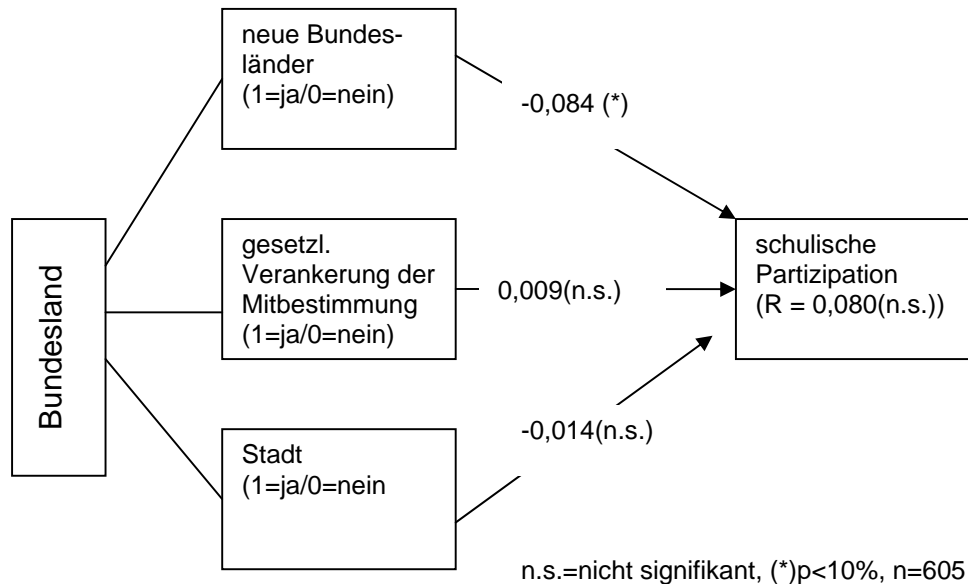 neue Bundes-
länder
(1=ja/0=nein)
-0,084 (*)
Bundesland
gesetzl.
Verankerung der
Mitbestimmung
(1=ja/0=nein)
0,009(n.s.)
schulische
Partizipation
(R = 0,080(n.s.))
Stadt
(1=ja/0=nein
-0,014(n.s.)
n.s.=nicht signifikant, (*)p<10%, n=605